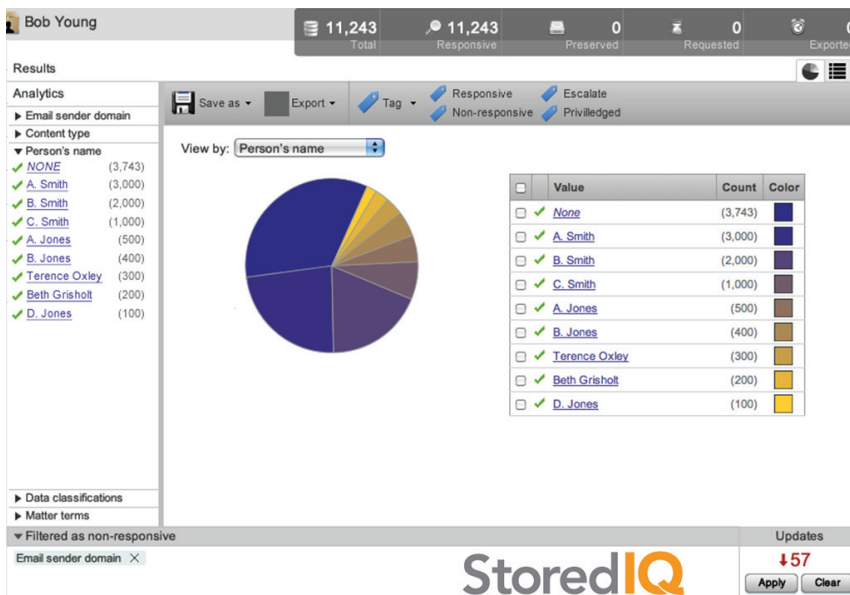 Bob Young
11,243 Total
11,243 Responsive
0 Preserved
0 Requested
0 Exported
Results
Analytics
Email sender domain
Content type
Person's name
NONE (3,743)
A. Smith (3,000)
B. Smith (2,000)
C. Smith (1,000)
A. Jones (500)
B. Jones (400)
Terence Oxley (300)
Beth Grisholt (200)
D. Jones (100)
Data classifications
Matter terms
Save as
Export
Tag
Responsive
Non-responsive
Escalate
Priviledged
View by: Person's name
Value Count Color
None (3,743)
A. Smith (3,000)
B. Smith (2,000)
C. Smith (1,000)
A. Jones (500)
B. Jones (400)
Terence Oxley (300)
Beth Grisholt (200)
D. Jones (100)
Filtered as non-responsive
Email sender domain X
Updates
57
Apply Clear
StoredIQ